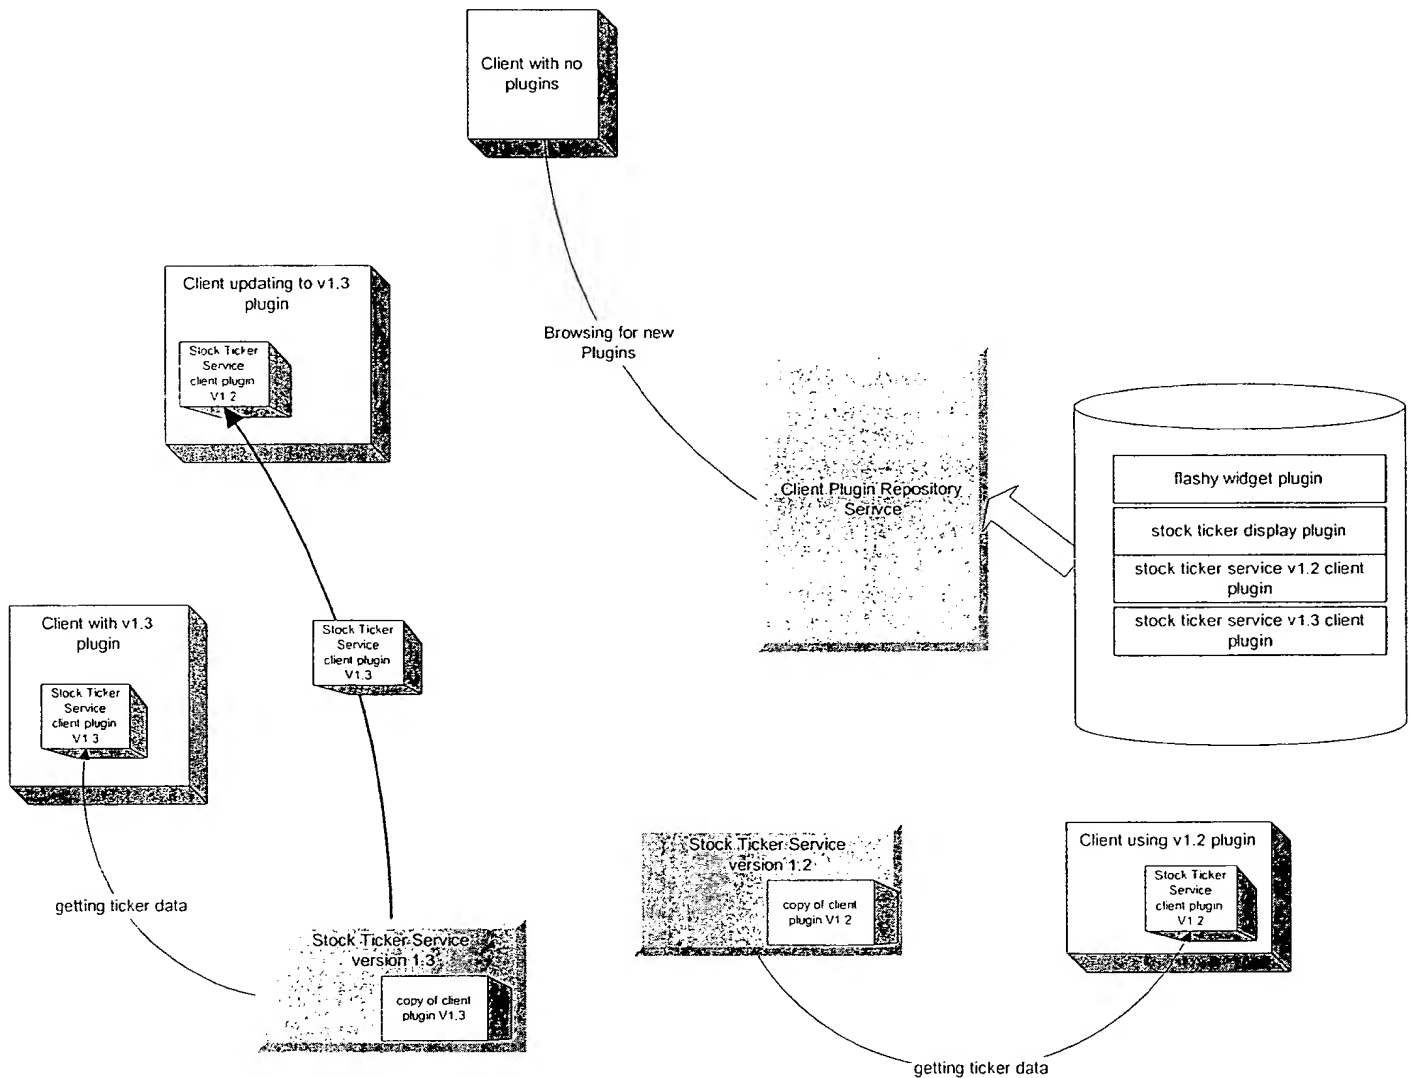 Client with no
plugins
Client updating to v1.3
plugin
Stock Ticker
Service
client plugin
V1.2
Browsing for new
Plugins
Client Plugin Repository
Serivce
flashy widget plugin
stock ticker display plugin
stock ticker service v1.2 client
plugin
stock ticker service v1.3 client
plugin
Client with v1.3
plugin
Stock Ticker
Service
client plugin
V1.3
Stock Ticker
Service
client plugin
V1.3
getting ticker data
Stock Ticker Service
version 1.3
copy of client
plugin V1.3
Stock Ticker Service
version 1.2
copy of client
plugin V1.2
Client using v1.2 plugin
Stock Ticker
Service
client plugin
V1.2
getting ticker data